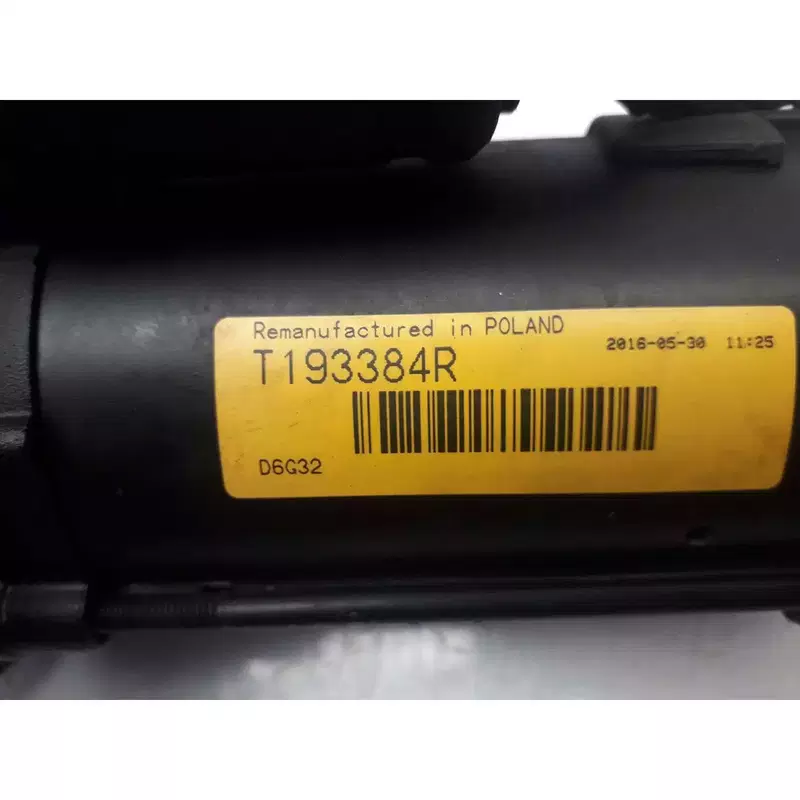 Remanufactured in POLAND
2016-05-30 11:25
T193384R
D6G32